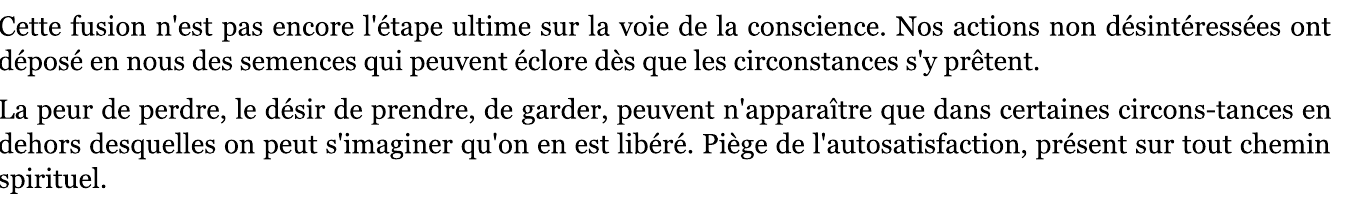 Cette fusion n'est pas encore l'étape ultime sur la voie de la conscience. Nos actions non désintéressées ont
déposé en nous des semences qui peuvent éclore dès que les circonstances s'y prêtent.
La peur de perdre, le désir de prendre, de garder, peuvent n'apparaître que dans certaines circons-tances en
dehors desquelles on peut s'imaginer qu'on en est libéré. Piège de l'autosatisfaction, présent sur tout chemin
spirituel.